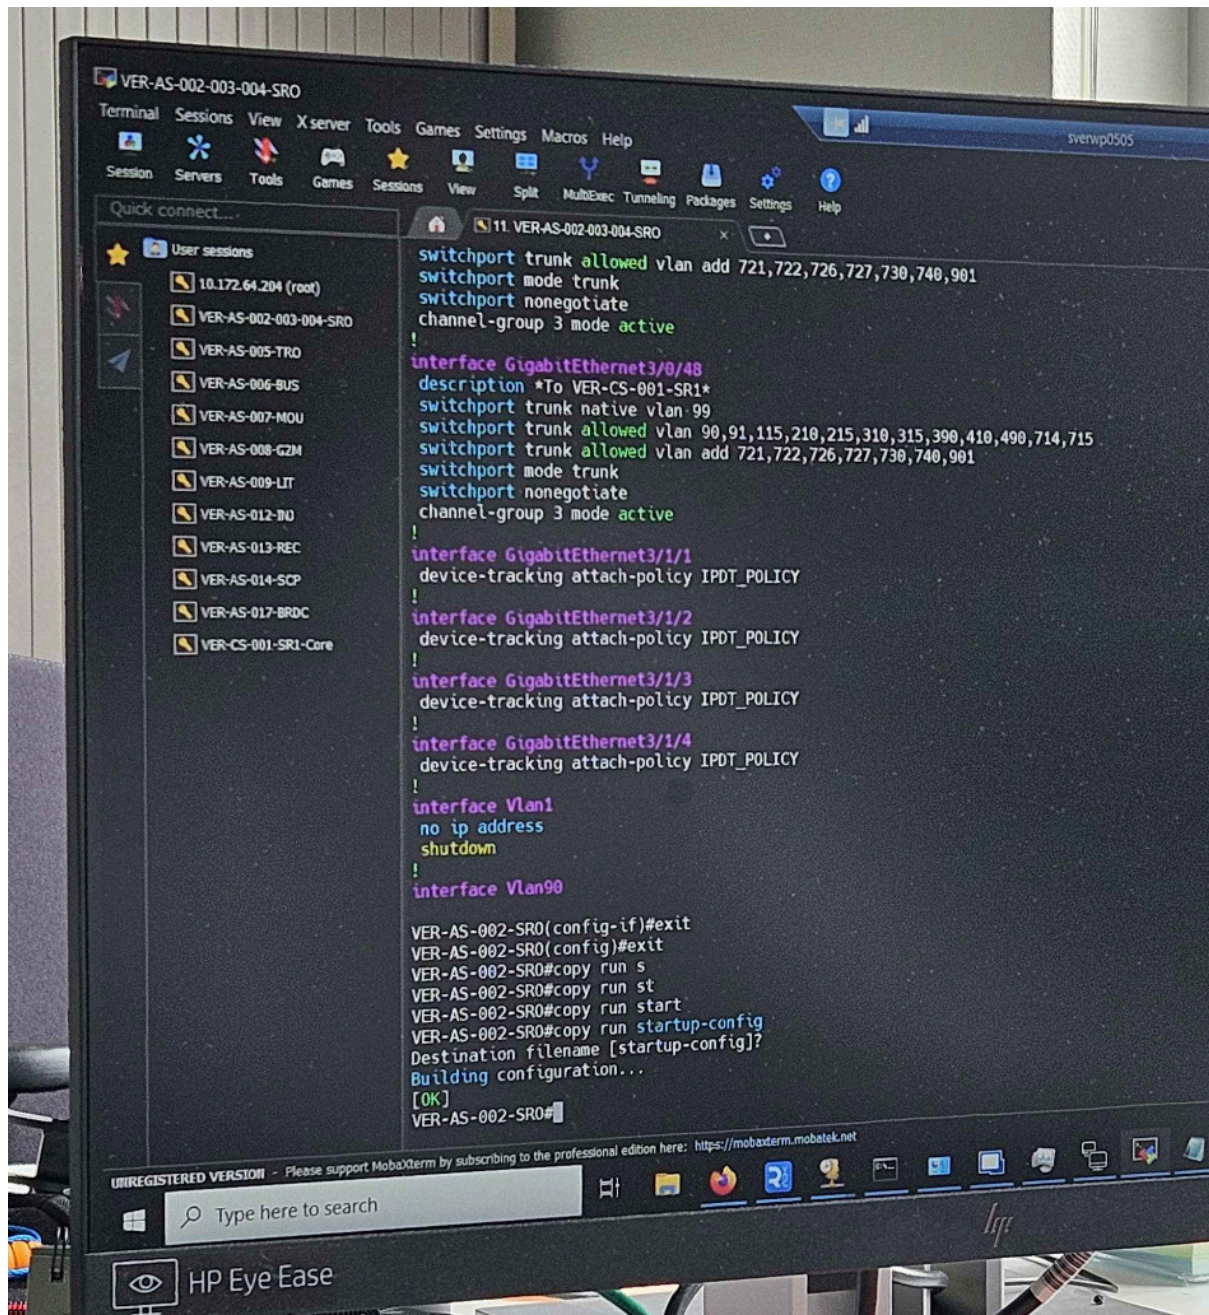 VER-AS-002-003-004-SRO
Terminal Sessions View X server Tools Games Settings Macros Help
sverwp0505
Session Servers Tools Games Sessions View Split MultiExec Tunneling Packages Settings Help
Quick connect...
11. VER-AS-002-003-004-SRO
User sessions
10.172.64.204 (root)
VER-AS-002-003-004-SRO
VER-AS-005-TRO
VER-AS-006-BUS
VER-AS-007-MOU
VER-AS-008-G2M
VER-AS-009-LIT
VER-AS-012-INJ
VER-AS-013-REC
VER-AS-014-SCP
VER-AS-017-BRDC
VER-CS-001-SR1-Core
switchport trunk allowed vlan add 721,722,726,727,730,740,901
switchport mode trunk
switchport nonegotiate
channel-group 3 mode active
!
interface GigabitEthernet3/0/48
description *To VER-CS-001-SR1*
switchport trunk native vlan 99
switchport trunk allowed vlan 90,91,115,210,215,310,315,390,410,490,714,715
switchport trunk allowed vlan add 721,722,726,727,730,740,901
switchport mode trunk
switchport nonegotiate
channel-group 3 mode active
!
interface GigabitEthernet3/1/1
device-tracking attach-policy IPDT_POLICY
!
interface GigabitEthernet3/1/2
device-tracking attach-policy IPDT_POLICY
!
interface GigabitEthernet3/1/3
device-tracking attach-policy IPDT_POLICY
!
interface GigabitEthernet3/1/4
device-tracking attach-policy IPDT_POLICY
!
interface Vlan1
no ip address
shutdown
!
interface Vlan90
VER-AS-002-SRO(config-if)#exit
VER-AS-002-SRO(config)#exit
VER-AS-002-SRO#copy run s
VER-AS-002-SRO#copy run st
VER-AS-002-SRO#copy run start
VER-AS-002-SRO#copy run startup-config
Destination filename [startup-config]?
Building configuration...
[OK]
VER-AS-002-SRO#
UNREGISTERED VERSION - Please support MobaXterm by subscribing to the professional edition here: https://mobaxterm.mobatek.net
Type here to search
hp
HP Eye Ease